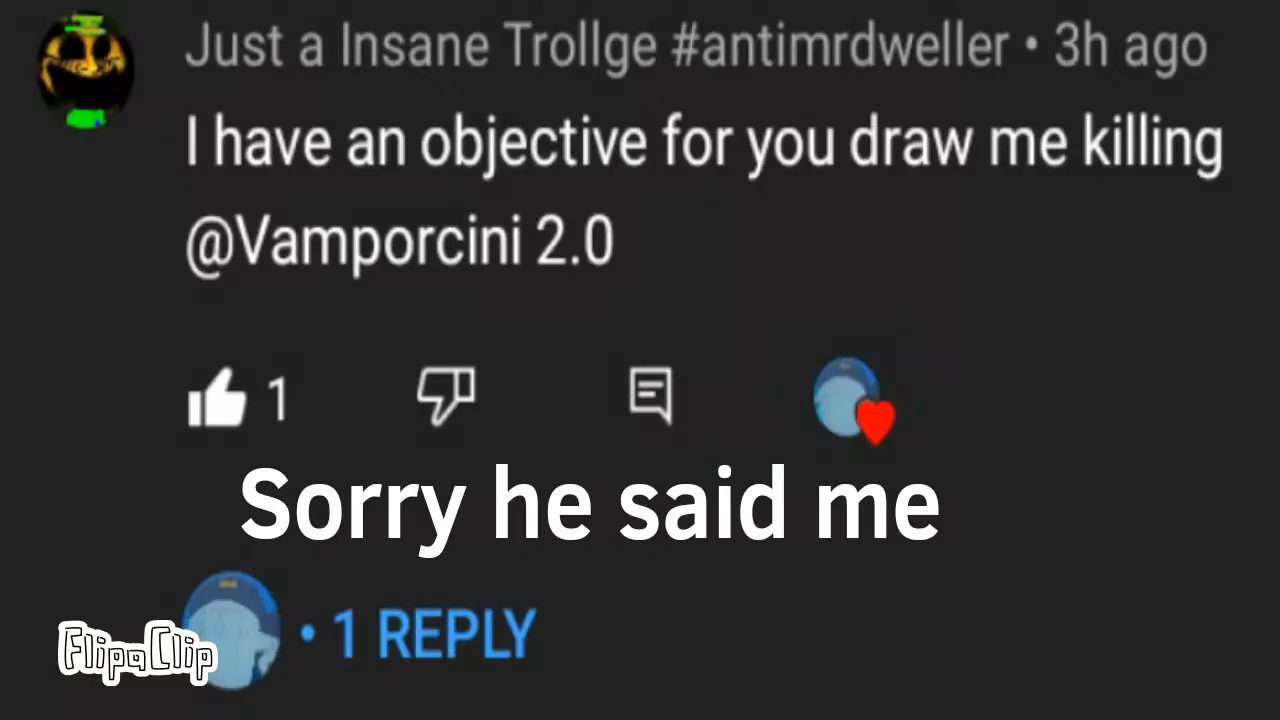 Just a Insane Trollge #antimrdweller • 3h ago
I have an objective for you draw me killing
@Vamporcini 2.0
1
Sorry he said me
• 1 REPLY
FlipaClip